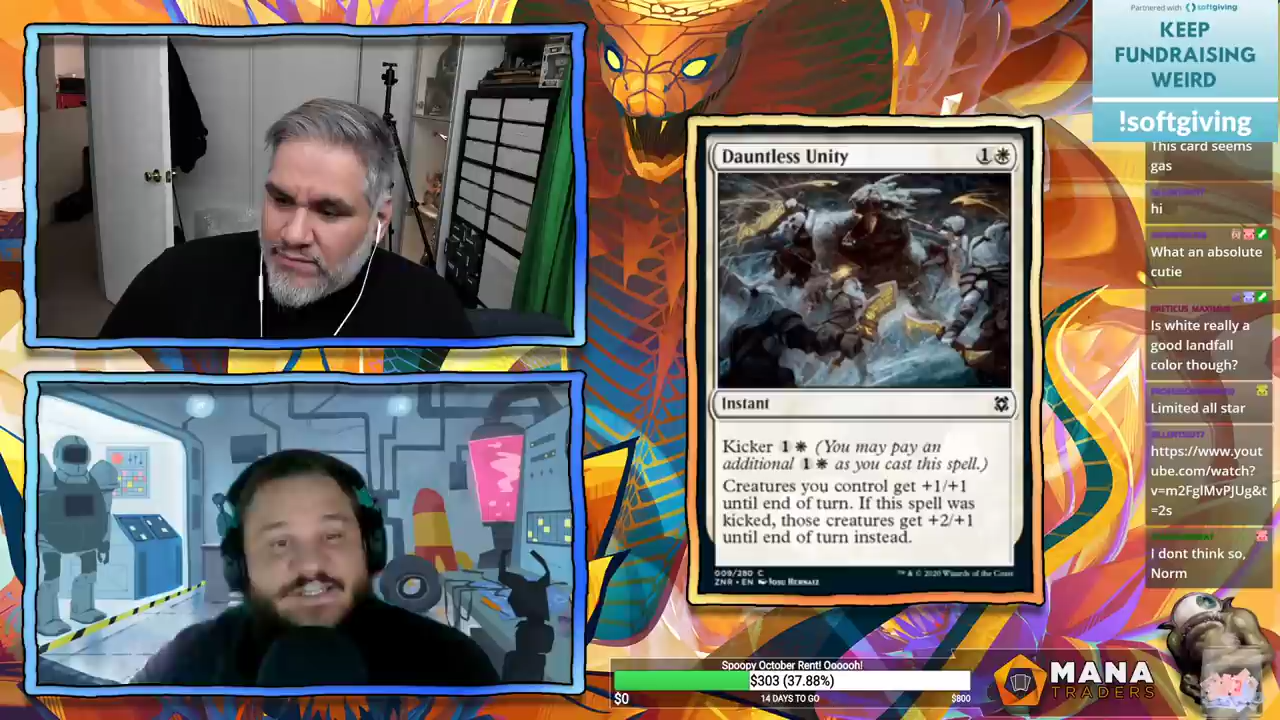 Partnered with softgiving
KEEP
FUNDRAISING
WEIRD
!softgiving
Dauntless Unity
1
Instant
Kicker 1 (You may pay an
additional 1 as you cast this spell.)
Creatures you control get +1/+1
until end of turn. If this spell was
kicked, those creatures get +2/+1
until end of turn instead.
009/280 C
ZNR • EN JOSU HERNAIZ
™ & © 2020 Wizards of the Coast
This card seems
gas
hi
What an absolute
cutie
Is white really a
good landfall
color though?
Limited all star
https://www.yout
ube.com/watch?
=2s
I dont think so,
Norm
Spoopy October Rent! Oooooh!
$303 (37.88%)
$0
14 DAYS TO GO
$800
MANA
TRADERS